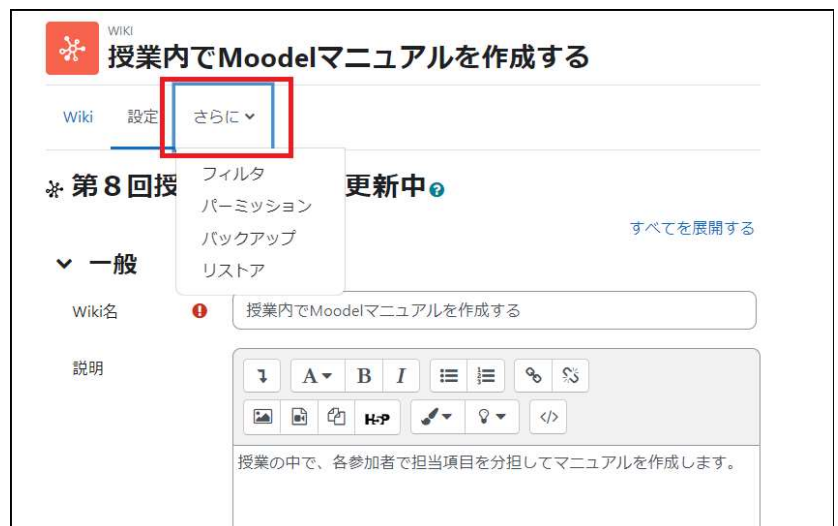 WIKI
授業内でMoodelマニュアルを作成する
Wiki 設定 さらに
フィルタ
パーミッション
バックアップ
リストア
第8回授 更新中
すべてを展開する
一般
Wiki名 授業内でMoodelマニュアルを作成する
説明
A B I
H5P </>
授業の中で、各参加者で担当項目を分担してマニュアルを作成します。